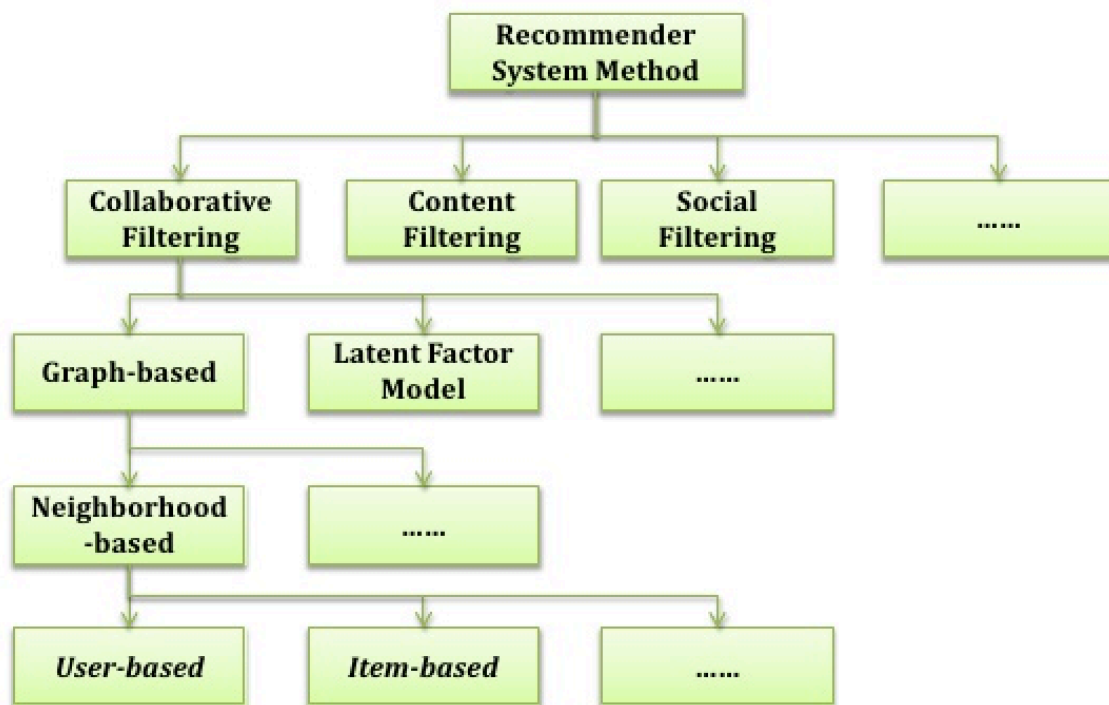 Recommender
System Method
Collaborative
Filtering
Content
Filtering
Social
Filtering
......
Graph-based
Latent Factor
Model
......
Neighborhood
-based
......
User-based
Item-based
......